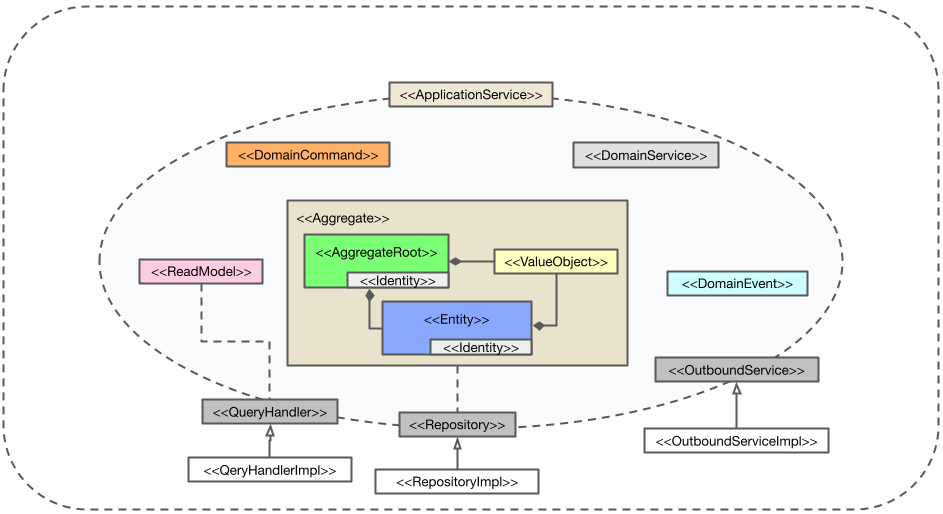 <<ApplicationService>>
<<DomainCommand>>
<<DomainService>>
<<Aggregate>>
<<AggregateRoot>>
<<ValueObject>>
<<ReadModel>>
<<Identity>>
<<DomainEvent>>
<<Entity>>
<<Identity>>
<<OutboundService>>
<<QueryHandler>>
<<Repository>>
<<OutboundServiceImpl>>
<<QeryHandlerImpl>>
<<RepositoryImpl>>